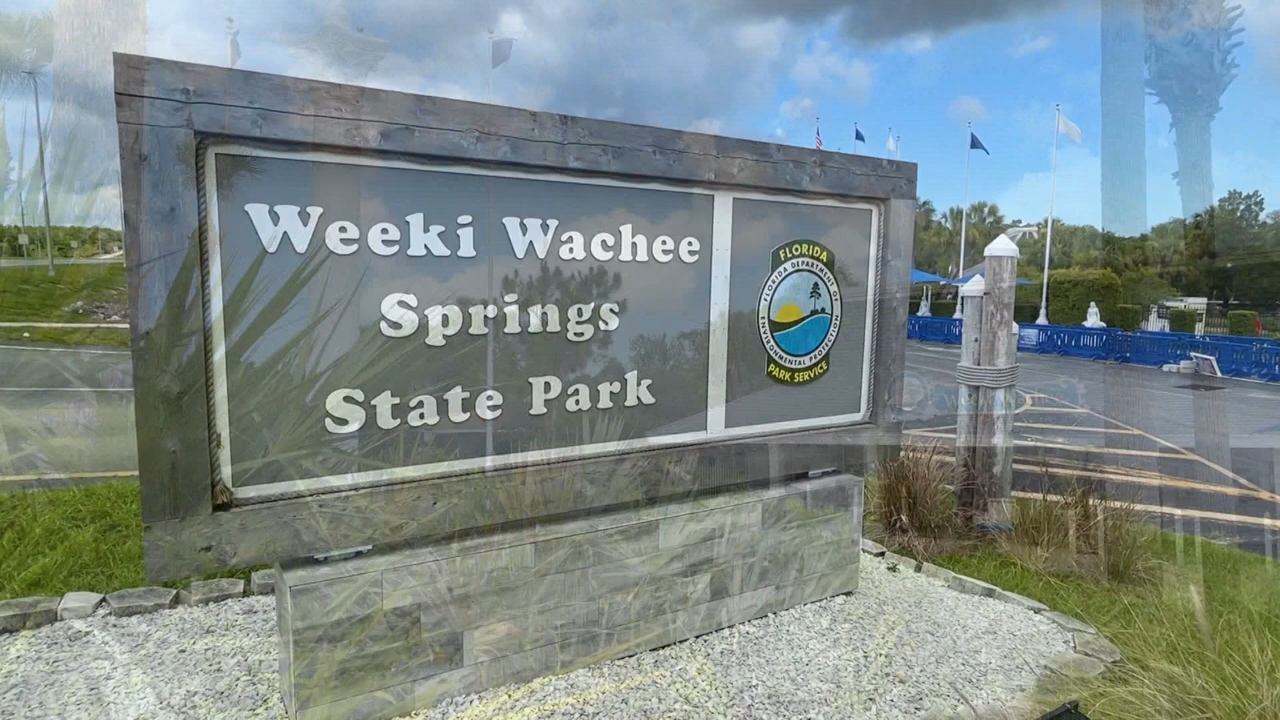 Weeki Wachee
Springs
State Park
FLORIDA
FLORIDA DEPARTMENT OF
ENVIRONMENTAL PROTECTION
PARK SERVICE